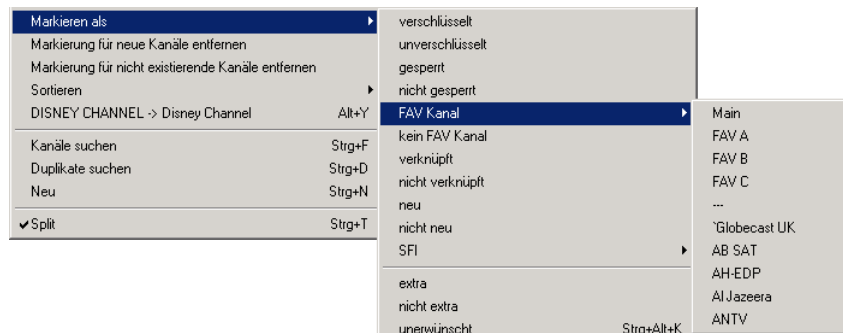 Markieren als
Markierung für neue Kanäle entfernen
Markierung für nicht existierende Kanäle entfernen
Sortieren
DISNEY CHANNEL -> Disney Channel Alt+Y
Kanäle suchen Strg+F
Duplikate suchen Strg+D
Neu Strg+N
Split Strg+T
verschlüsselt
unverschlüsselt
gesperrt
nicht gesperrt
FAV Kanal
kein FAV Kanal
verknüpft
nicht verknüpft
neu
nicht neu
SFI
extra
nicht extra
unerwünscht Strg+Alt+K
Main
FAV A
FAV B
FAV C
---
`Globecast UK
AB SAT
AH-EDP
Al Jazeera
ANTV